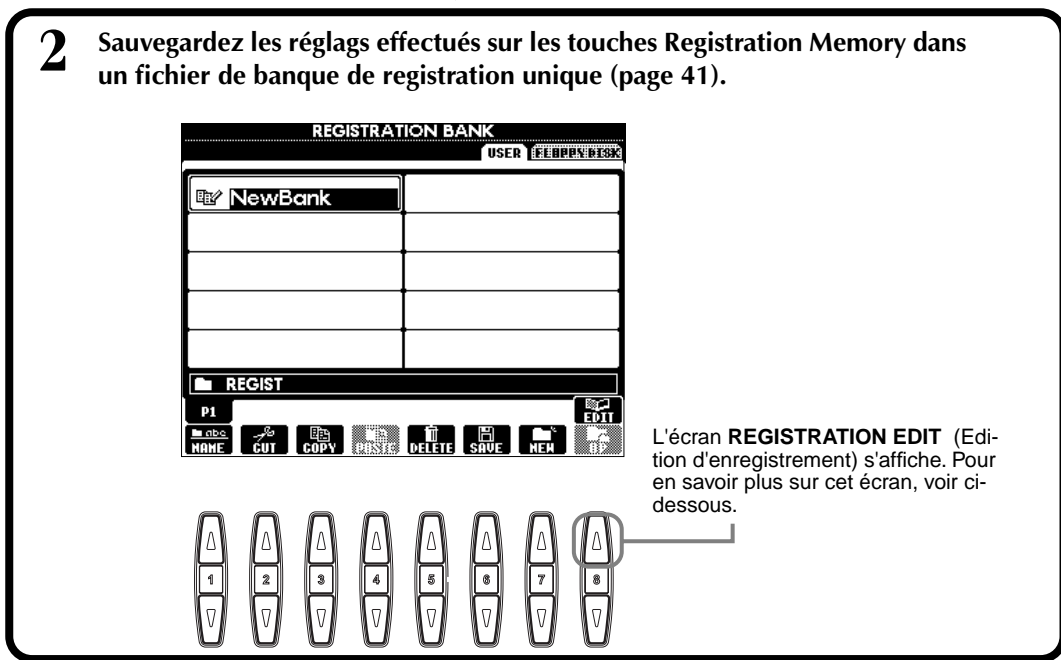 2 Sauvegardez les réglags effectués sur les touches Registration Memory dans
un fichier de banque de registration unique (page 41).
REGISTRATION BANK
USER FLOPPY DISK
NewBank
REGIST
P1
EDIT
abc
NAME CUT COPY PASTE DELETE SAVE NEW UP
L'écran REGISTRATION EDIT (Edi-
tion d'enregistrement) s'affiche. Pour
en savoir plus sur cet écran, voir ci-
dessous.
1 2 3 4 5 6 7 8